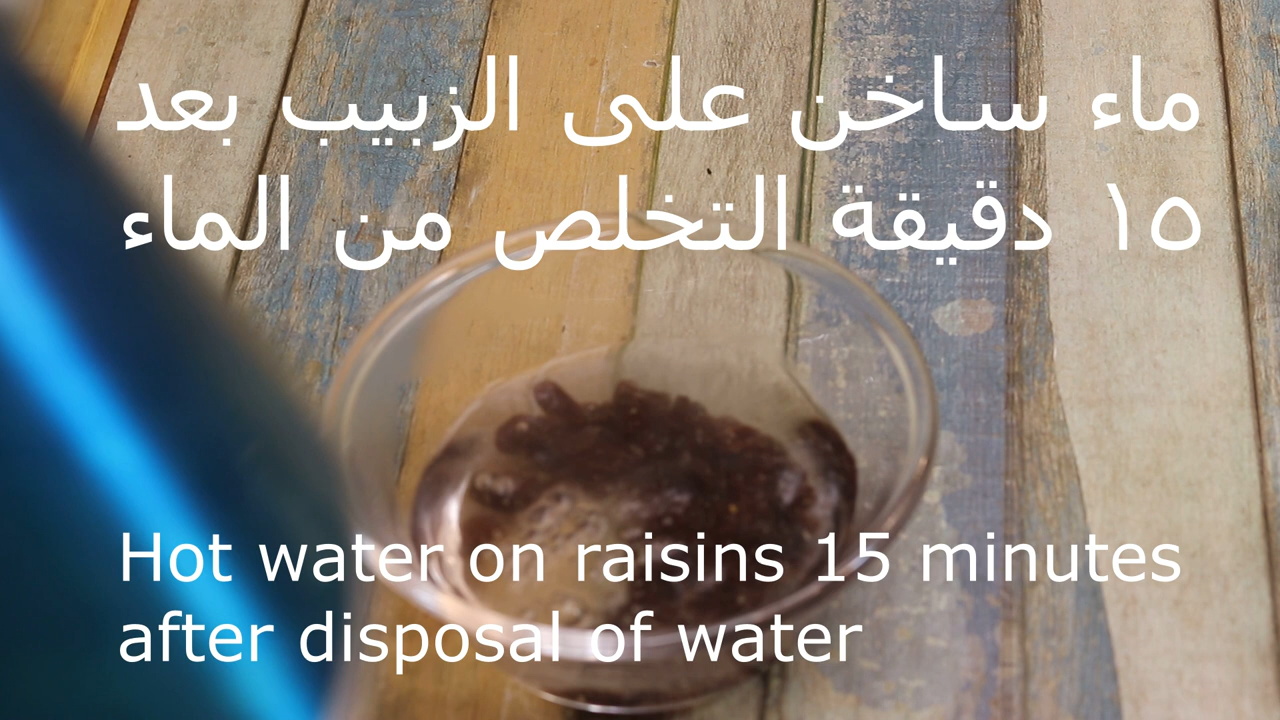 ماء ساخن على الزبيب بعد
١٥ دقيقة التخلص من الماء
Hot water on raisins 15 minutes
after disposal of water